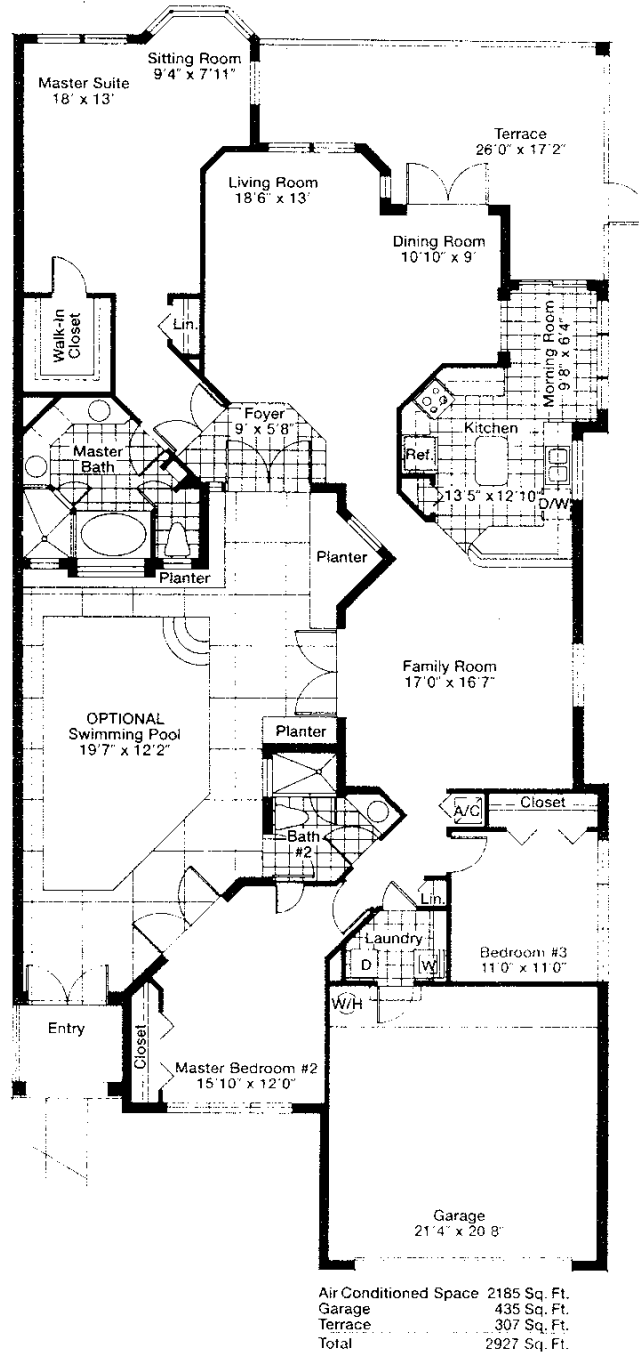 Sitting Room
9'4" x 7'11"
Master Suite
18' x 13'
Terrace
26'0" x 17'2"
Living Room
18'6" x 13'
Dining Room
10'10" x 9'
Walk-In
Closet
Lin.
Morning Room
9'8" x 6'4"
Foyer
9' x 5'8"
Kitchen
13'5" x 12'10"
Ref.
D/W
Master
Bath
Planter
Planter
Family Room
17'0" x 16'7"
OPTIONAL
Swimming Pool
19'7" x 12'2"
Planter
A/C
Closet
Bath
#2
Lin.
Laundry
D
W
Bedroom #3
11'0" x 11'0"
W/H
Entry
Closet
Master Bedroom #2
15'10" x 12'0"
Garage
21'4" x 20'8"
Air Conditioned Space 2185 Sq. Ft.
Garage 435 Sq. Ft.
Terrace 307 Sq. Ft.
Total 2927 Sq. Ft.